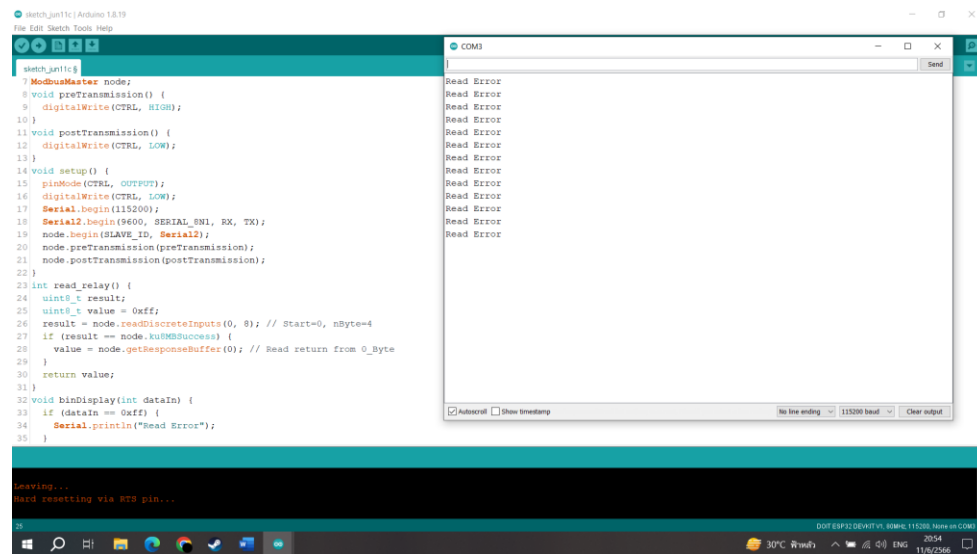 sketch_jun11c | Arduino 1.8.19
File Edit Sketch Tools Help
sketch_jun11c §
7 ModbusMaster node;
8 void preTransmission() {
9 digitalWrite(CTRL, HIGH);
10 }
11 void postTransmission() {
12 digitalWrite(CTRL, LOW);
13 }
14 void setup() {
15 pinMode(CTRL, OUTPUT);
16 digitalWrite(CTRL, LOW);
17 Serial.begin(115200);
18 Serial2.begin(9600, SERIAL_8N1, RX, TX);
19 node.begin(SLAVE_ID, Serial2);
20 node.preTransmission(preTransmission);
21 node.postTransmission(postTransmission);
22 }
23 int read_relay() {
24 uint8_t result;
25 uint8_t value = 0xff;
26 result = node.readDiscreteInputs(0, 8); // Start=0, nByte=4
27 if (result == node.ku8MBSuccess) {
28 value = node.getResponseBuffer(0); // Read return from 0_Byte
29 }
30 return value;
31 }
32 void binDisplay(int dataIn) {
33 if (dataIn == 0xff) {
34 Serial.println("Read Error");
35 }
COM3
Send
Read Error
Read Error
Read Error
Read Error
Read Error
Read Error
Read Error
Read Error
Read Error
Read Error
Read Error
Read Error
Read Error
Autoscroll Show timestamp
No line ending 115200 baud Clear output
Leaving...
Hard resetting via RTS pin...
25
DOIT ESP32 DEVKIT V1, 80MHz, 115200, None on COM3
30°C ฟ้าหลัว ENG 20:54
11/6/2566